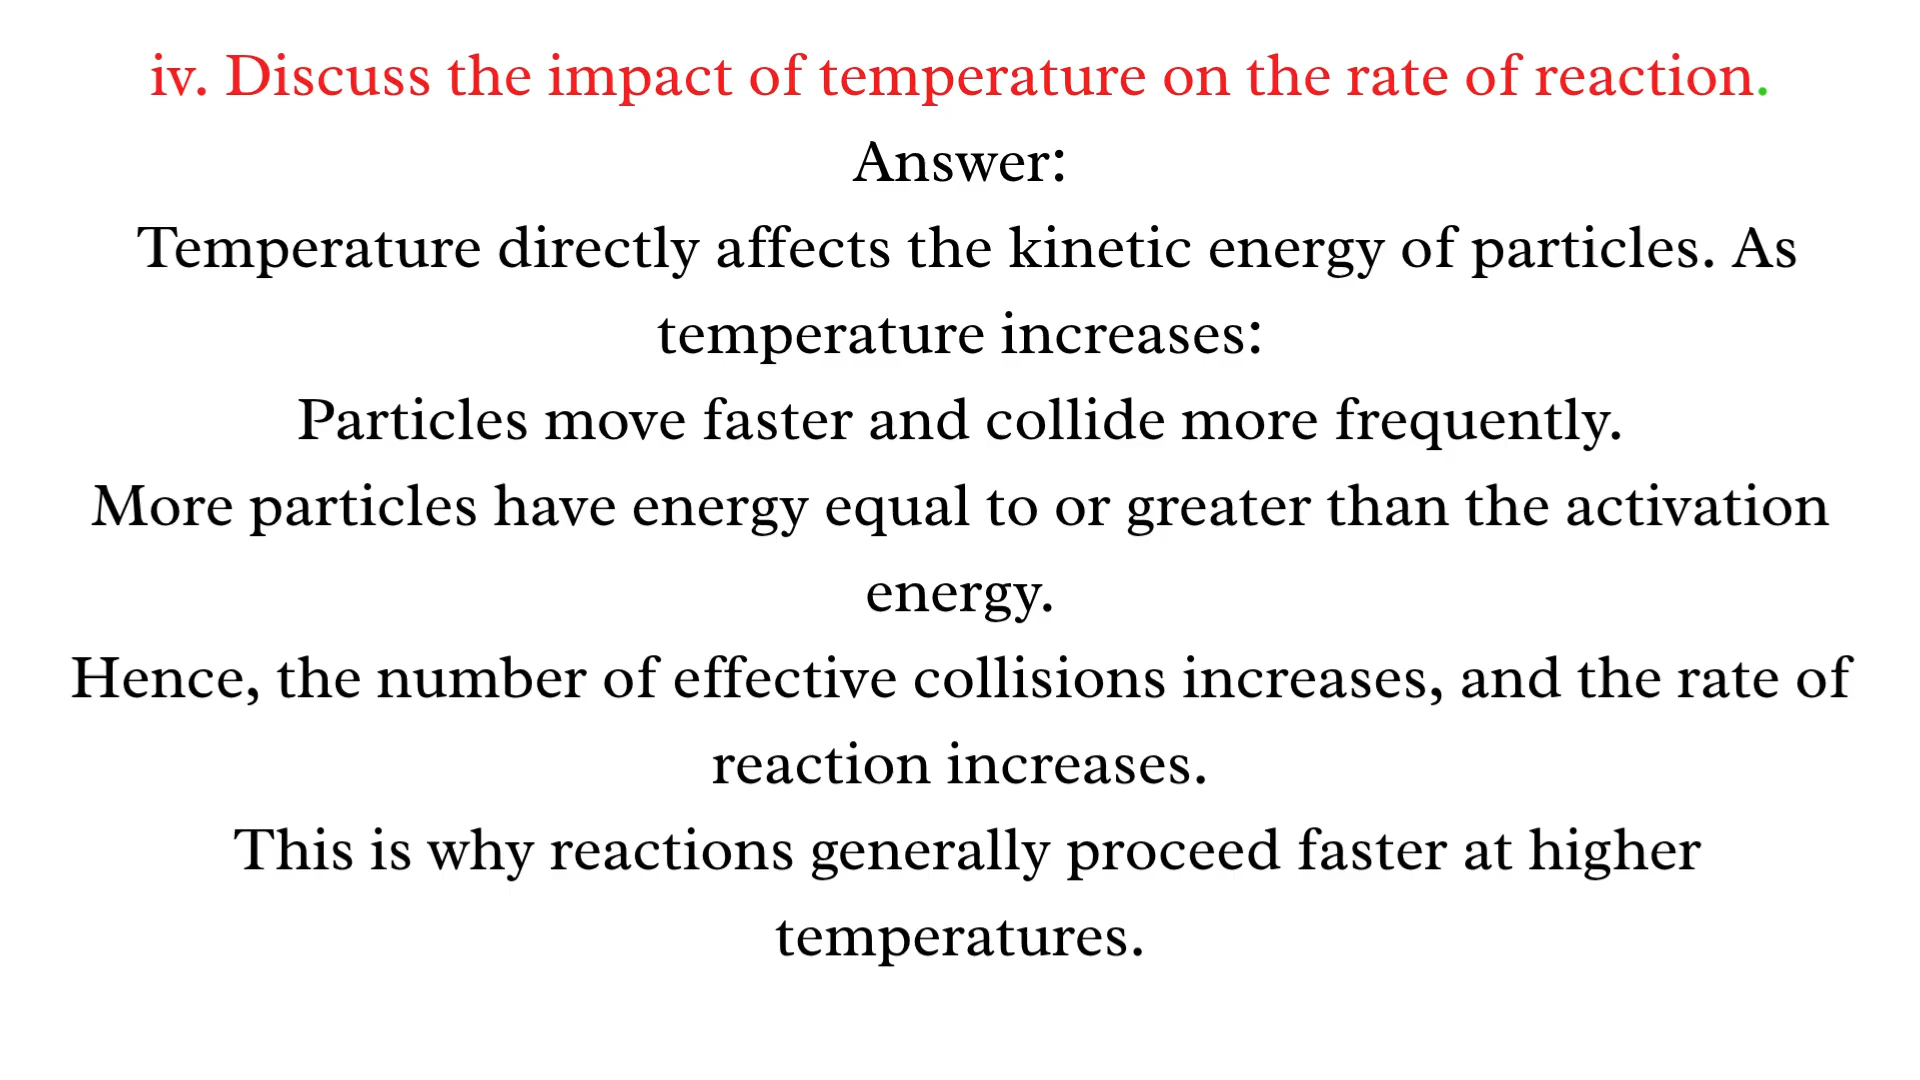 iv. Discuss the impact of temperature on the rate of reaction.
Answer:
Temperature directly affects the kinetic energy of particles. As
temperature increases:
Particles move faster and collide more frequently.
More particles have energy equal to or greater than the activation
energy.
Hence, the number of effective collisions increases, and the rate of
reaction increases.
This is why reactions generally proceed faster at higher
temperatures.